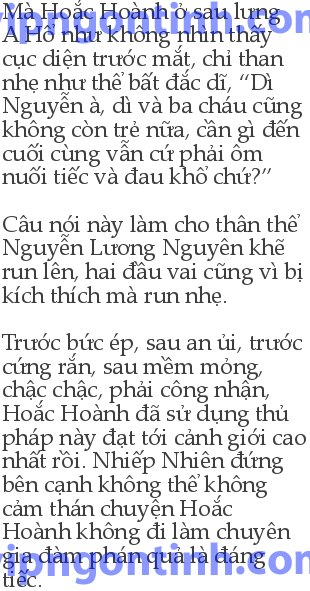 Mà Hoắc Hoành ở sau lưng
A Hổ như không nhìn thấy
cục diện trước mắt, chỉ than
nhẹ như thể bất đắc dĩ, “Dì
Nguyễn à, dì và ba cháu cũng
không còn trẻ nữa, cần gì đến
cuối cùng vẫn cứ phải ôm
nuối tiếc và đau khổ chứ?”
Câu nói này làm cho thân thể
Nguyễn Lương Nguyên khẽ
run lên, hai đầu vai cũng vì bị
kích thích mà run nhẹ.
Trước bức ép, sau an ủi, trước
cứng rắn, sau mềm mỏng,
chậc chậc, phải công nhận,
Hoắc Hoành đã sử dụng thủ
pháp này đạt tới cảnh giới cao
nhất rồi. Nhiếp Nhiên đứng
bên cạnh không thể không
cảm thán chuyện Hoắc
Hoành không đi làm chuyên
gia đàm phán quả là đáng
tiếc.
vipngontinh.com
vipngontinh.com